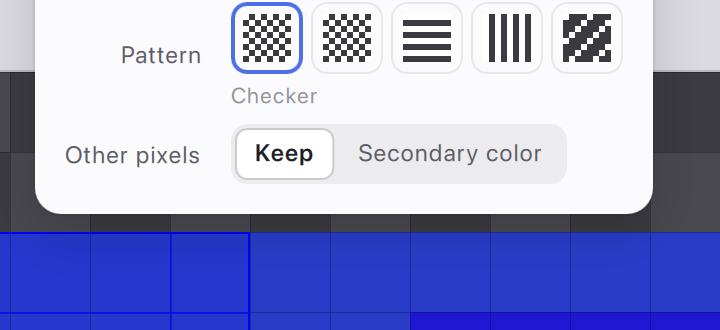 Pattern
Checker
Other pixels
Keep
Secondary color